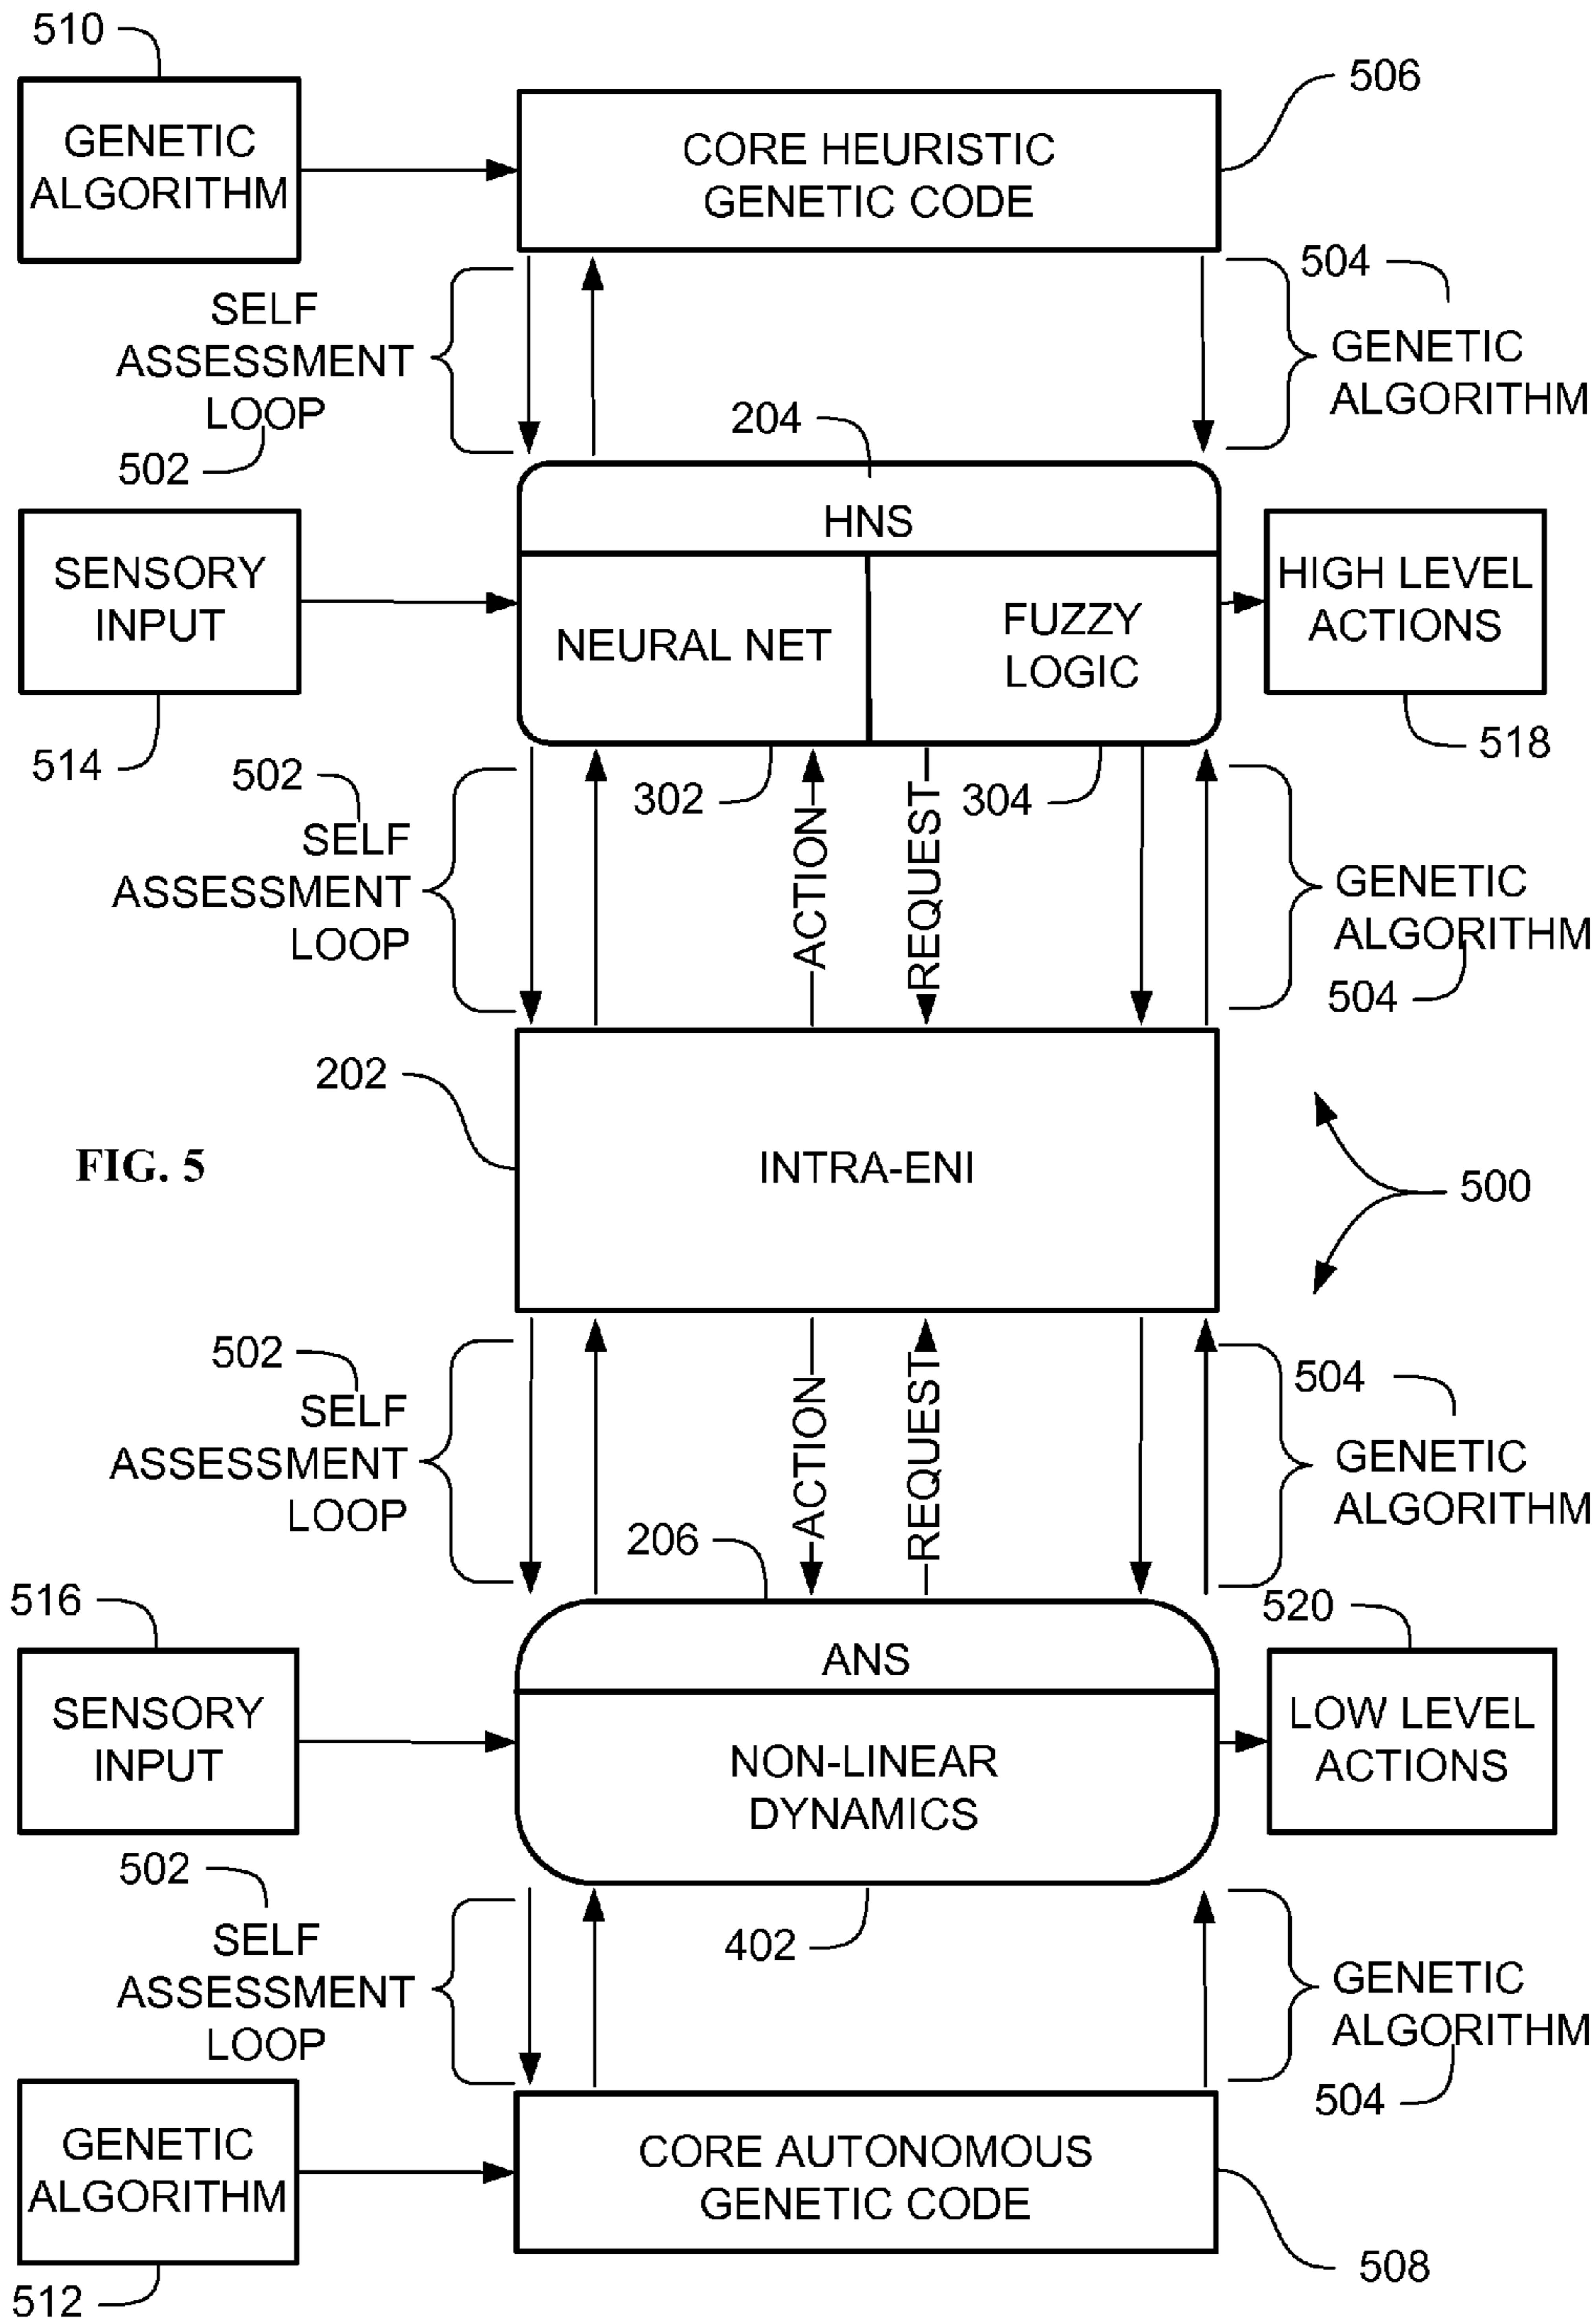 510
GENETIC
ALGORITHM
506
CORE HEURISTIC
GENETIC CODE
504
SELF
ASSESSMENT
LOOP
502
GENETIC
ALGORITHM
204
HNS
SENSORY
INPUT
NEURAL NET
FUZZY
LOGIC
HIGH LEVEL
ACTIONS
514
518
502
302
304
SELF
ASSESSMENT
LOOP
ACTION
REQUEST
GENETIC
ALGORITHM
504
202
FIG. 5
INTRA-ENI
500
502
SELF
ASSESSMENT
LOOP
ACTION
REQUEST
504
GENETIC
ALGORITHM
206
516
520
ANS
SENSORY
INPUT
NON-LINEAR
DYNAMICS
LOW LEVEL
ACTIONS
502
SELF
ASSESSMENT
LOOP
402
GENETIC
ALGORITHM
504
GENETIC
ALGORITHM
CORE AUTONOMOUS
GENETIC CODE
512
508